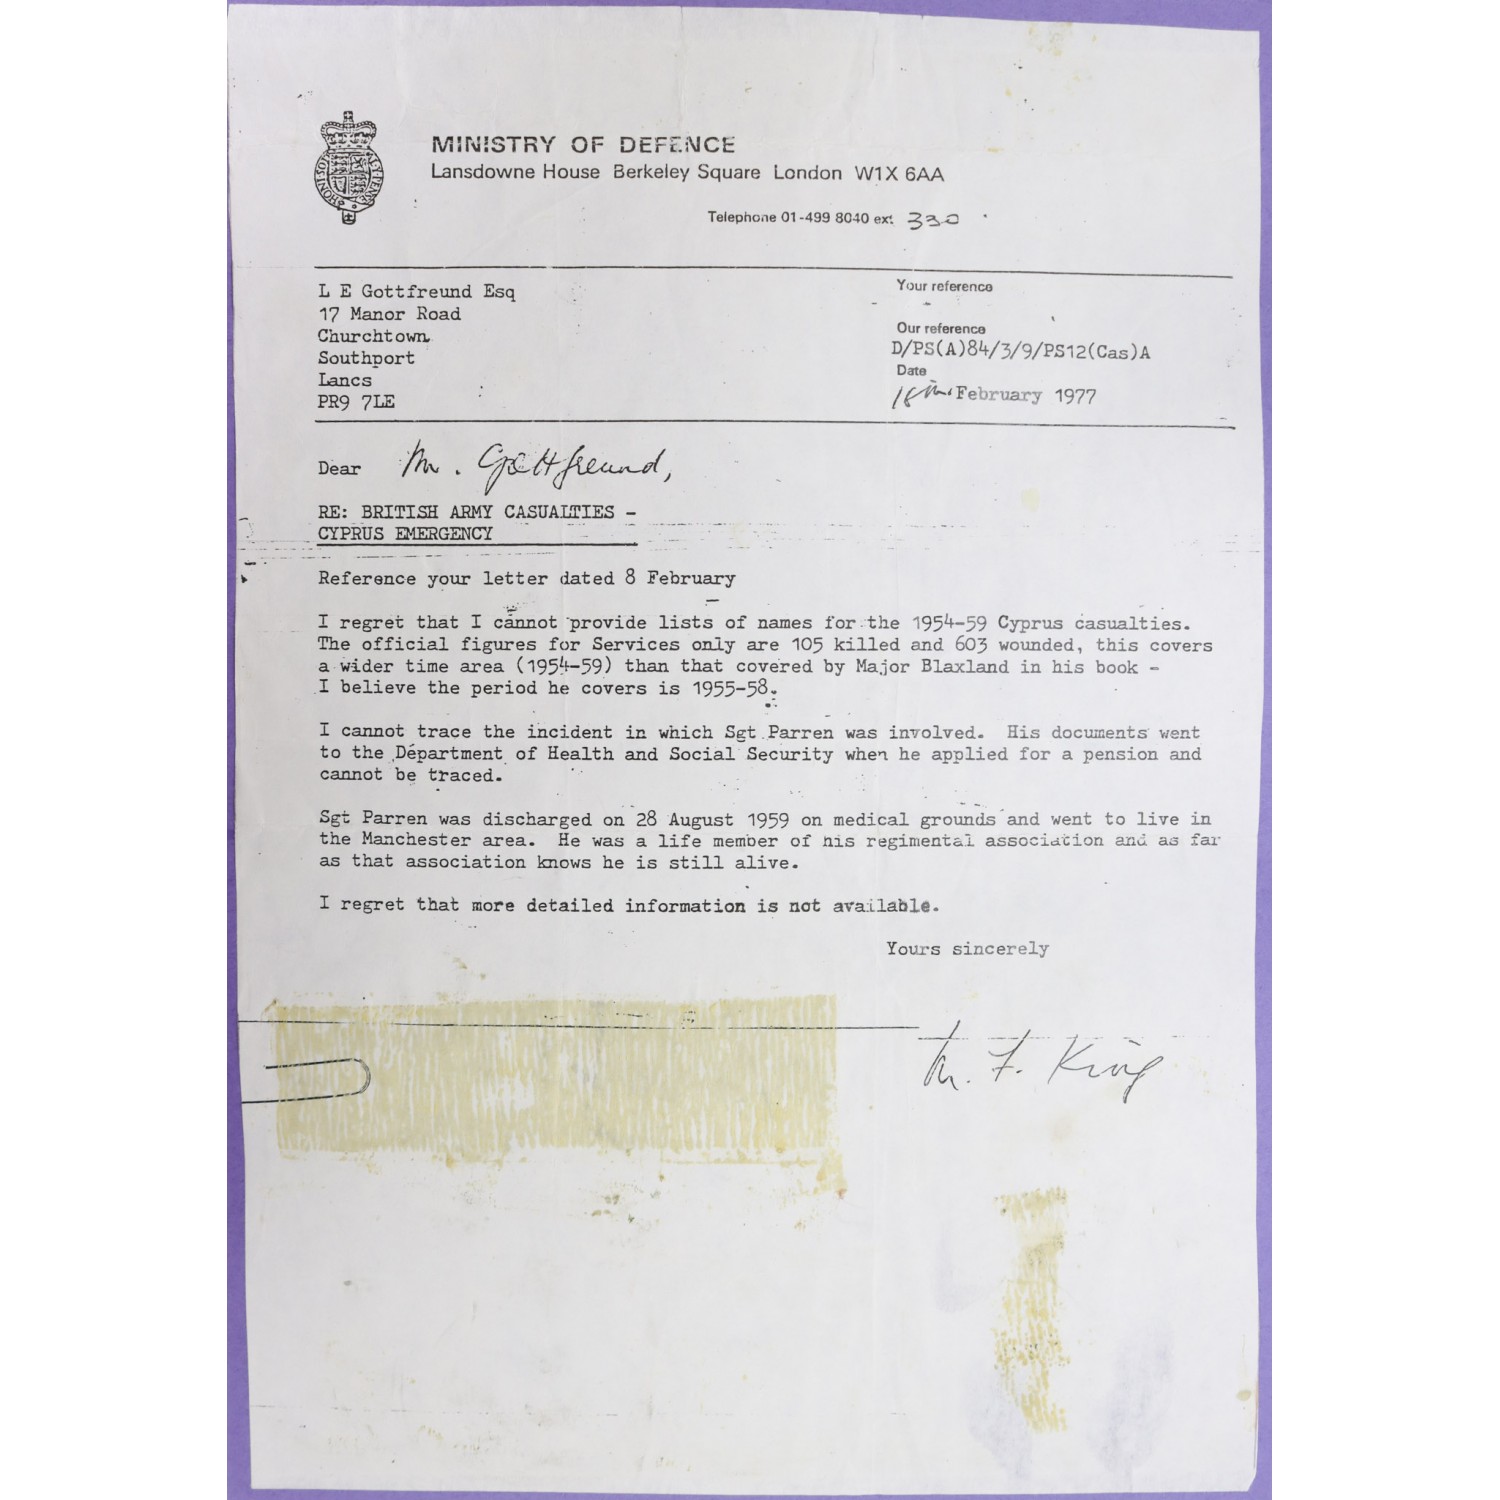 MINISTRY OF DEFENCE
Lansdowne House Berkeley Square London W1X 6AA
Telephone 01-499 8040 ext 330
HONI SOIT
L E Gottfreund Esq
17 Manor Road
Churchtown
Southport
Lancs
PR9 7LE
Your reference
Our reference
D/PS(A)84/3/9/PS12(Cas)A
Date
18th February 1977
Dear Mr. Gottfreund,
RE: BRITISH ARMY CASUALTIES -
CYPRUS EMERGENCY
Reference your letter dated 8 February
I regret that I cannot provide lists of names for the 1954-59 Cyprus casualties.
The official figures for Services only are 105 killed and 603 wounded, this covers
a wider time area (1954-59) than that covered by Major Blaxland in his book -
I believe the period he covers is 1955-58.
I cannot trace the incident in which Sgt Parren was involved. His documents went
to the Department of Health and Social Security when he applied for a pension and
cannot be traced.
Sgt Parren was discharged on 28 August 1959 on medical grounds and went to live in
the Manchester area. He was a life member of his regimental association and as far
as that association knows he is still alive.
I regret that more detailed information is not available.
Yours sincerely
M. F. King